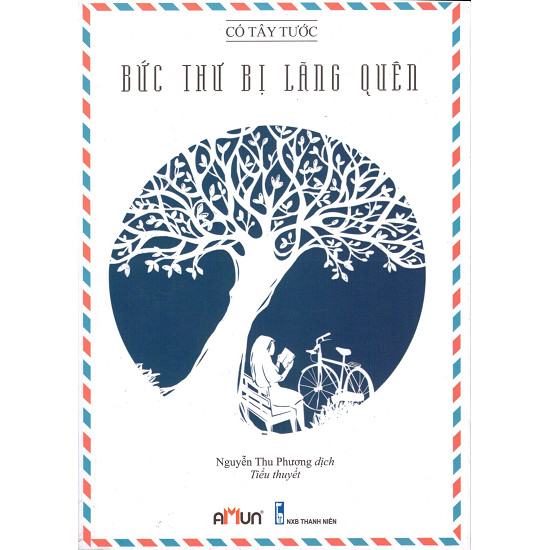 CỐ TÂY TƯỚC
BỨC THƯ BỊ LÃNG QUÊN
Nguyễn Thu Phương dịch
Tiểu thuyết
AMUN
NXB THANH NIÊN